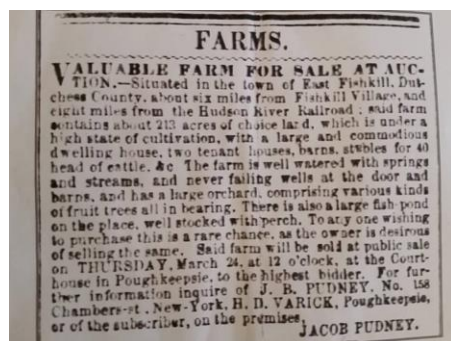 FARMS.
VALUABLE FARM FOR SALE AT AUC-
TION.—Situated in the town of East Fishkill, Dut-
chess County, about six miles from Fishkill Village, and
eight miles from the Hudson River Railroad; said farm
contains about 213 acres of choice land, which is under a
high state of cultivation, with a large and commodious
dwelling house, two tenant houses, barns, stables for 40
head of cattle, &c The farm is well watered with springs
and streams, and never failing wells at the door and
barns, and has a large orchard, comprising various kinds
of fruit trees all in bearing. There is also a large fish-pond
on the place, well stocked with perch. To any one wishing
to purchase this is a rare chance, as the owner is desirous
of selling the same. Said farm will be sold at public sale
on THURSDAY, March 24, at 12 o'clock, at the Court-
house in Poughkeepsie, to the highest bidder. For fur-
ther information inquire of J. B. PUDNEY, No. 158
Chambers-st., New-York, H. D. VARICK, Poughkeepsie,
or of the subscriber, on the premises,
JACOB PUDNEY.